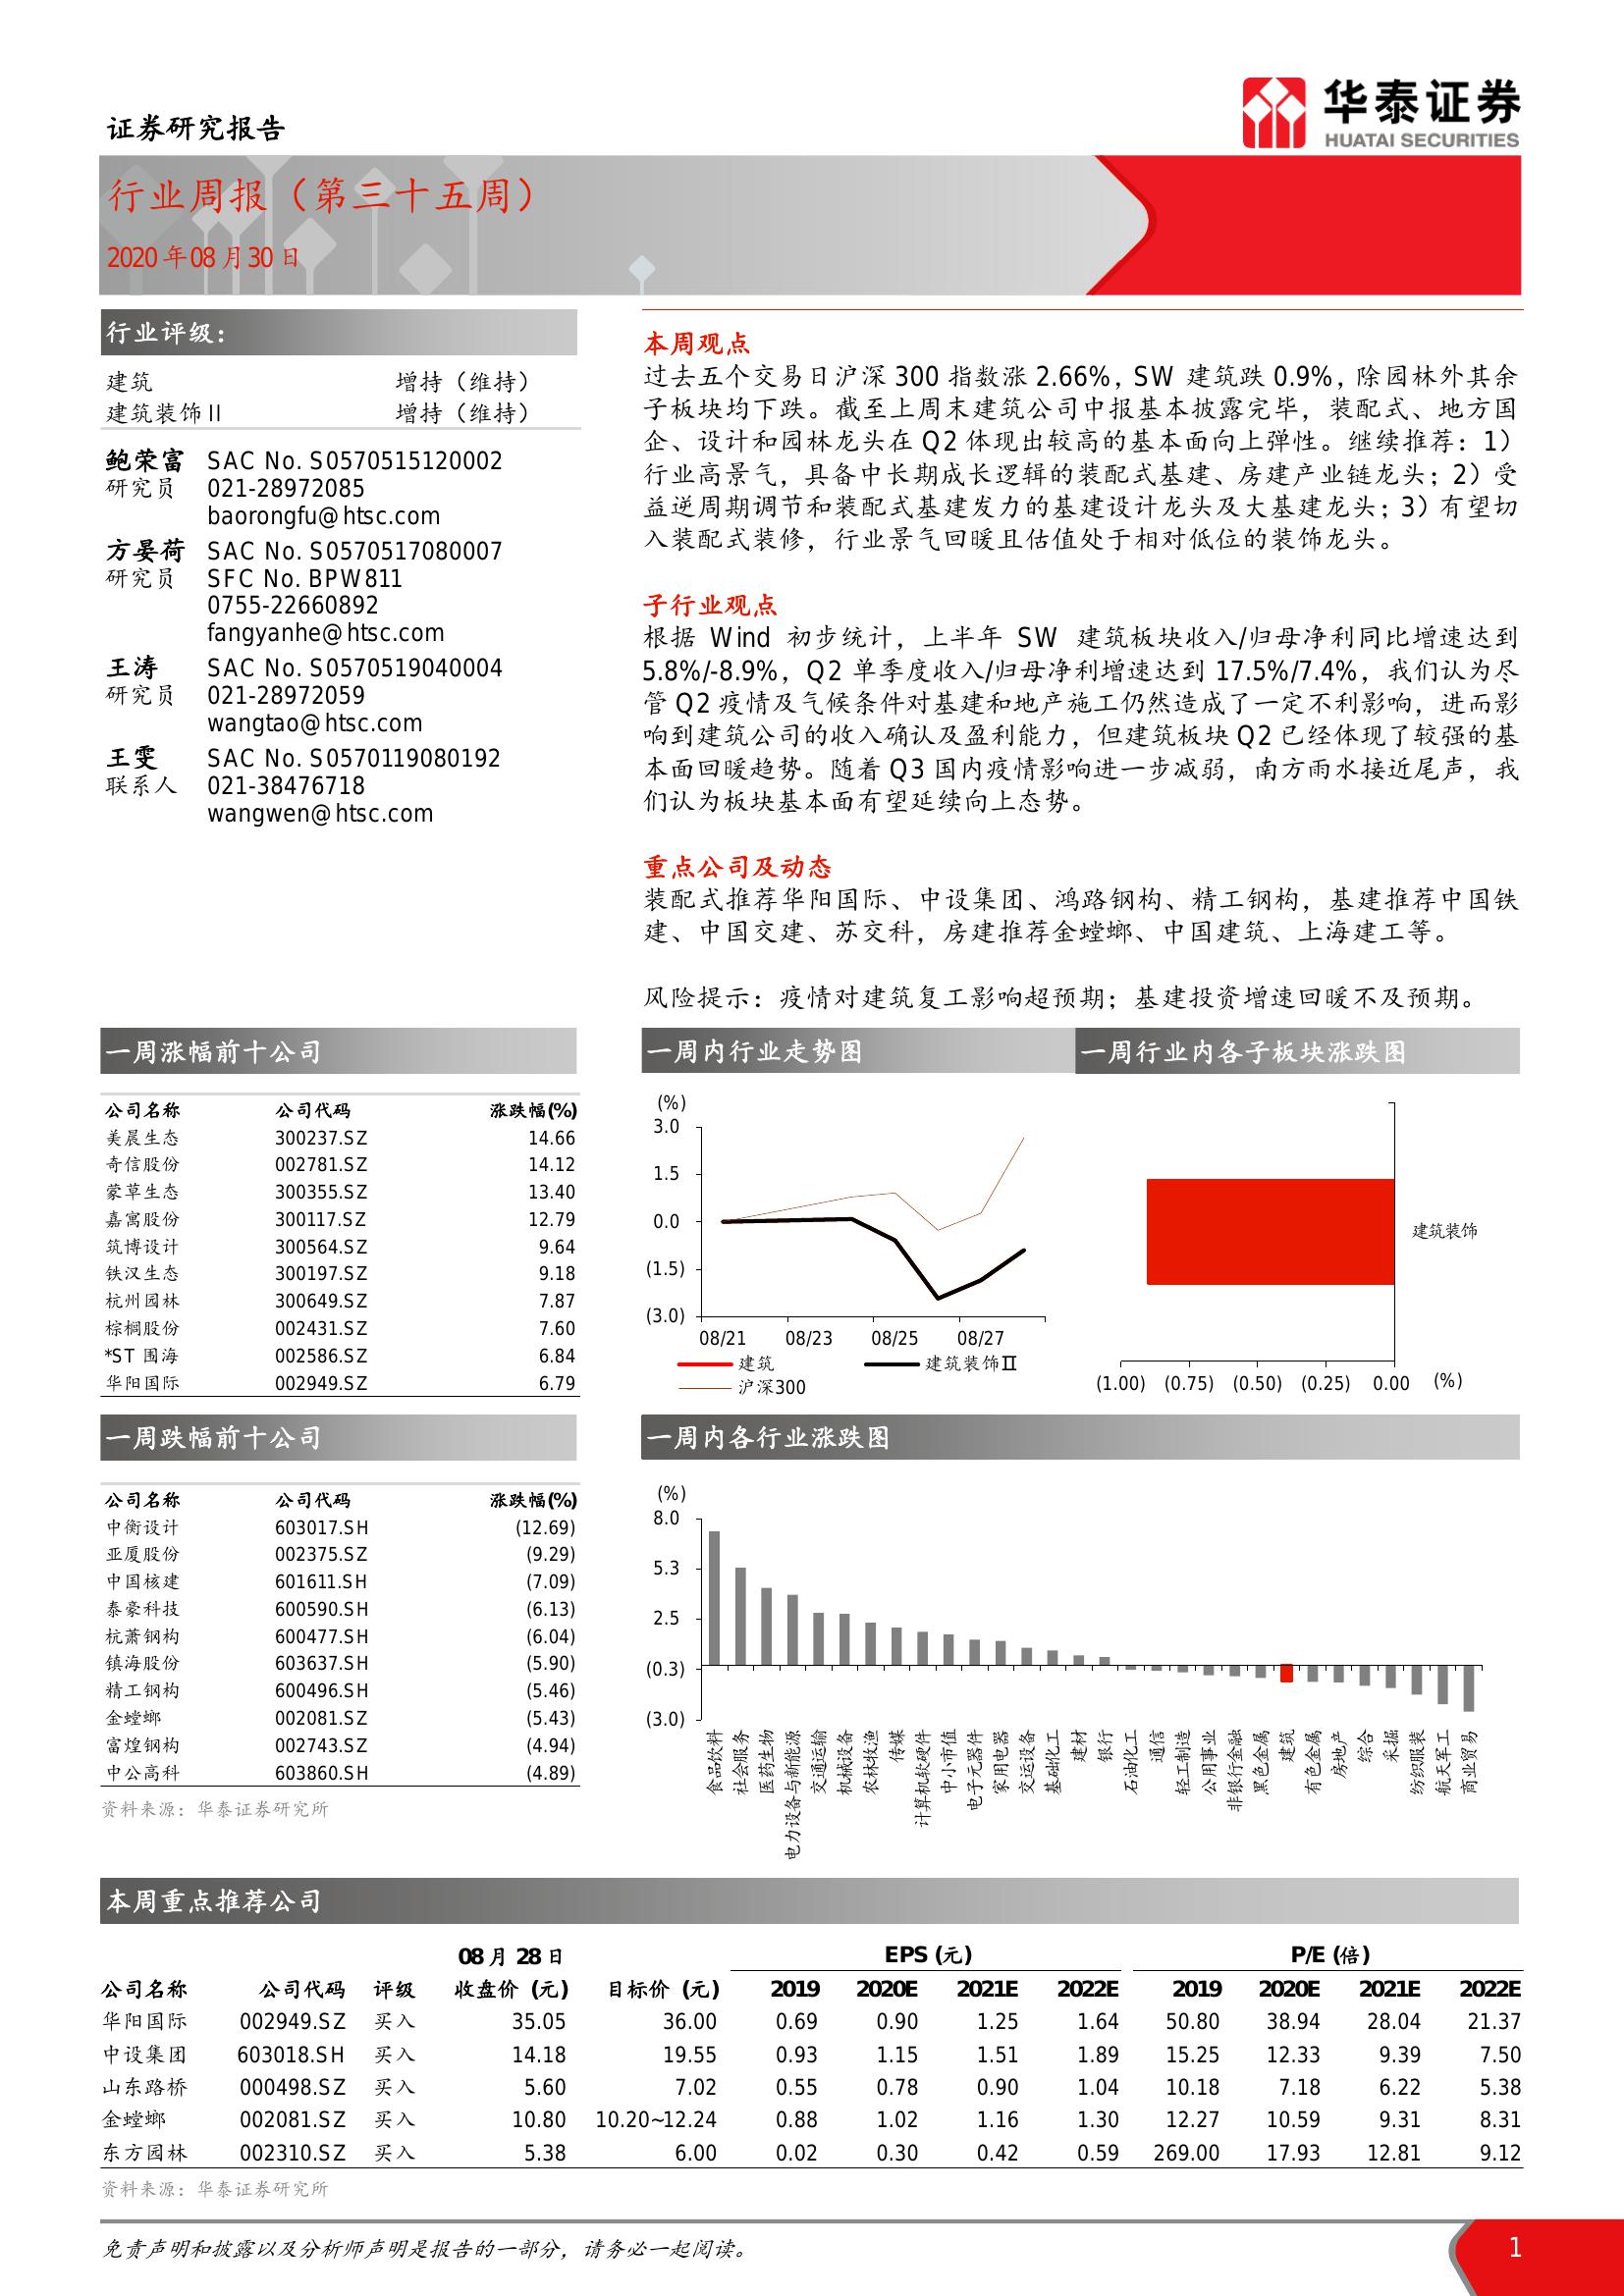 证券研究报告
华泰证券
HUATAI SECURITIES
行业周报（第三十五周）
2020年08月30日
行业评级：
建筑 增持（维持）
建筑装饰Ⅱ 增持（维持）
鲍荣富 SAC No. S0570515120002
研究员 021-28972085
baorongfu@htsc.com
方晏荷 SAC No. S0570517080007
研究员 SFC No. BPW811
0755-22660892
fangyanhe@htsc.com
王涛 SAC No. S0570519040004
研究员 021-28972059
wangtao@htsc.com
王雯 SAC No. S0570119080192
联系人 021-38476718
wangwen@htsc.com
本周观点
过去五个交易日沪深 300 指数涨 2.66%，SW 建筑跌 0.9%，除园林外其余
子板块均下跌。截至上周末建筑公司中报基本披露完毕，装配式、地方国
企、设计和园林龙头在 Q2 体现出较高的基本面向上弹性。继续推荐：1）
行业高景气，具备中长期成长逻辑的装配式基建、房建产业链龙头；2）受
益逆周期调节和装配式基建发力的基建设计龙头及大基建龙头；3）有望切
入装配式装修，行业景气回暖且估值处于相对低位的装饰龙头。
子行业观点
根据 Wind 初步统计，上半年 SW 建筑板块收入/归母净利同比增速达到
5.8%/-8.9%，Q2 单季度收入/归母净利增速达到 17.5%/7.4%，我们认为尽
管 Q2 疫情及气候条件对基建和地产施工仍然造成了一定不利影响，进而影
响到建筑公司的收入确认及盈利能力，但建筑板块 Q2 已经体现了较强的基
本面回暖趋势。随着 Q3 国内疫情影响进一步减弱，南方雨水接近尾声，我
们认为板块基本面有望延续向上态势。
重点公司及动态
装配式推荐华阳国际、中设集团、鸿路钢构、精工钢构，基建推荐中国铁
建、中国交建、苏交科，房建推荐金螳螂、中国建筑、上海建工等。
风险提示：疫情对建筑复工影响超预期；基建投资增速回暖不及预期。
一周涨幅前十公司
公司名称 公司代码 涨跌幅(%)
美晨生态 300237.SZ 14.66
奇信股份 002781.SZ 14.12
蒙草生态 300355.SZ 13.40
嘉寓股份 300117.SZ 12.79
筑博设计 300564.SZ 9.64
铁汉生态 300197.SZ 9.18
杭州园林 300649.SZ 7.87
棕榈股份 002431.SZ 7.60
*ST 围海 002586.SZ 6.84
华阳国际 002949.SZ 6.79
一周内行业走势图
(%)
3.0
1.5
0.0
(1.5)
(3.0)
08/21 08/23 08/25 08/27
建筑 建筑装饰Ⅱ
沪深300
一周行业内各子板块涨跌图
建筑装饰
(1.00) (0.75) (0.50) (0.25) 0.00 (%)
一周跌幅前十公司
公司名称 公司代码 涨跌幅(%)
中衡设计 603017.SH (12.69)
亚厦股份 002375.SZ (9.29)
中国核建 601611.SH (7.09)
泰豪科技 600590.SH (6.13)
杭萧钢构 600477.SH (6.04)
镇海股份 603637.SH (5.90)
精工钢构 600496.SH (5.46)
金螳螂 002081.SZ (5.43)
富煌钢构 002743.SZ (4.94)
中公高科 603860.SH (4.89)
资料来源：华泰证券研究所
一周内各行业涨跌图
(%)
8.0
5.3
2.5
(0.3)
(3.0)
食品饮料
社会服务
医药生物
电力设备与新能源
交通运输
机械设备
农林牧渔
传媒
计算机软硬件
中小市值
电子元器件
家用电器
交运设备
基础化工
建材
银行
石油化工
通信
轻工制造
公用事业
非银行金融
黑色金属
建筑
有色金属
房地产
综合
采掘
纺织服装
航天军工
商业贸易
本周重点推荐公司
08 月 28 日 EPS (元) P/E (倍)
公司名称 公司代码 评级 收盘价 (元) 目标价 (元) 2019 2020E 2021E 2022E 2019 2020E 2021E 2022E
华阳国际 002949.SZ 买入 35.05 36.00 0.69 0.90 1.25 1.64 50.80 38.94 28.04 21.37
中设集团 603018.SH 买入 14.18 19.55 0.93 1.15 1.51 1.89 15.25 12.33 9.39 7.50
山东路桥 000498.SZ 买入 5.60 7.02 0.55 0.78 0.90 1.04 10.18 7.18 6.22 5.38
金螳螂 002081.SZ 买入 10.80 10.20~12.24 0.88 1.02 1.16 1.30 12.27 10.59 9.31 8.31
东方园林 002310.SZ 买入 5.38 6.00 0.02 0.30 0.42 0.59 269.00 17.93 12.81 9.12
资料来源：华泰证券研究所
免责声明和披露以及分析师声明是报告的一部分，请务必一起阅读。 1